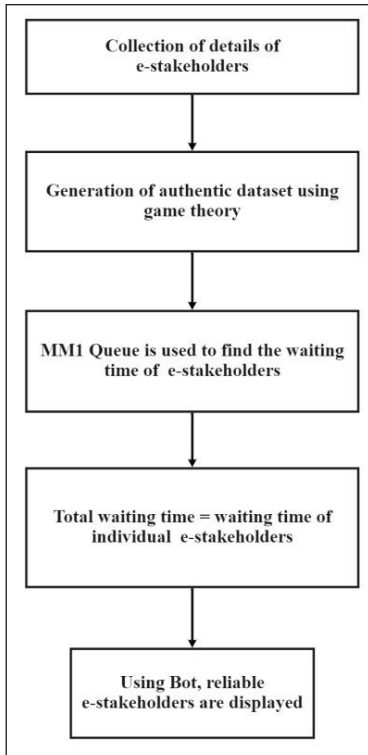 Collection of details of
e-stakeholders
Generation of authentic dataset using
game theory
MM1 Queue is used to find the waiting
time of e-stakeholders
Total waiting time = waiting time of
individual e-stakeholders
Using Bot, reliable
e-stakeholders are displayed